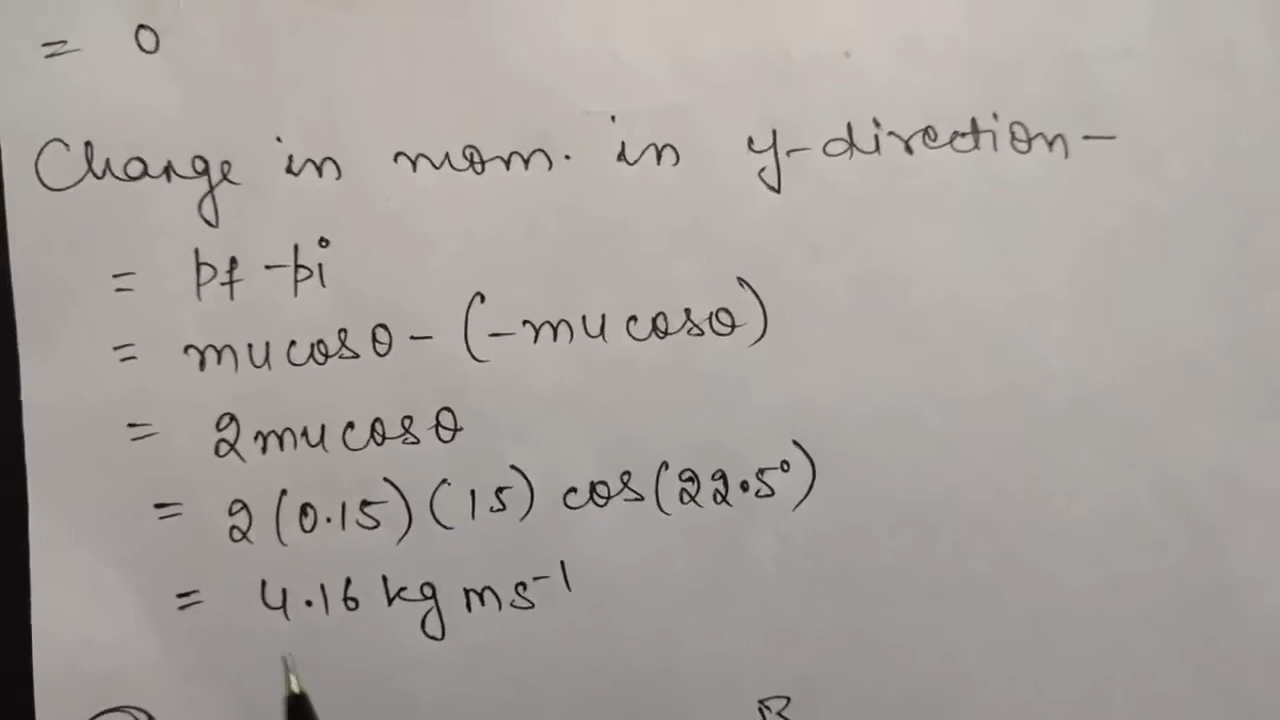 = 0
Change in mom. in y-direction-
= pf -pi
= mucosθ - (-mucosθ)
= 2mucosθ
= 2(0.15)(15) cos(22.5°)
= 4.16 kg ms⁻¹